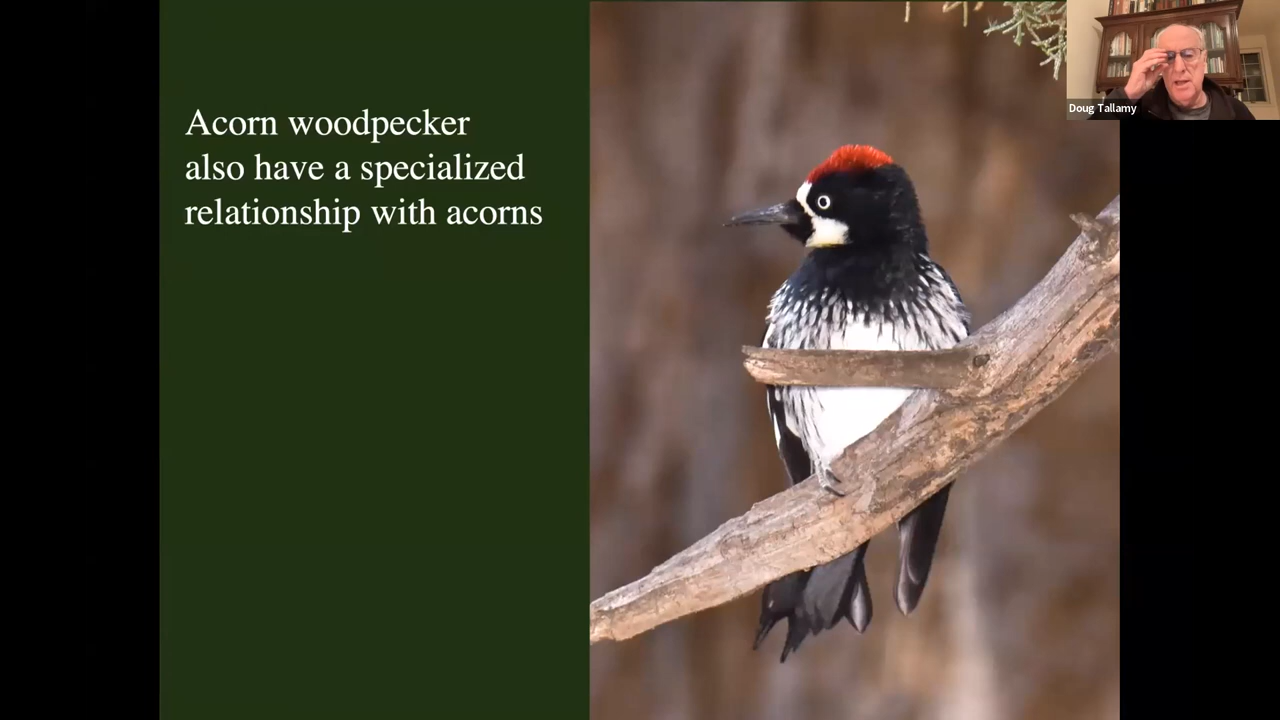 Acorn woodpecker
also have a specialized
relationship with acorns
Doug Tallamy